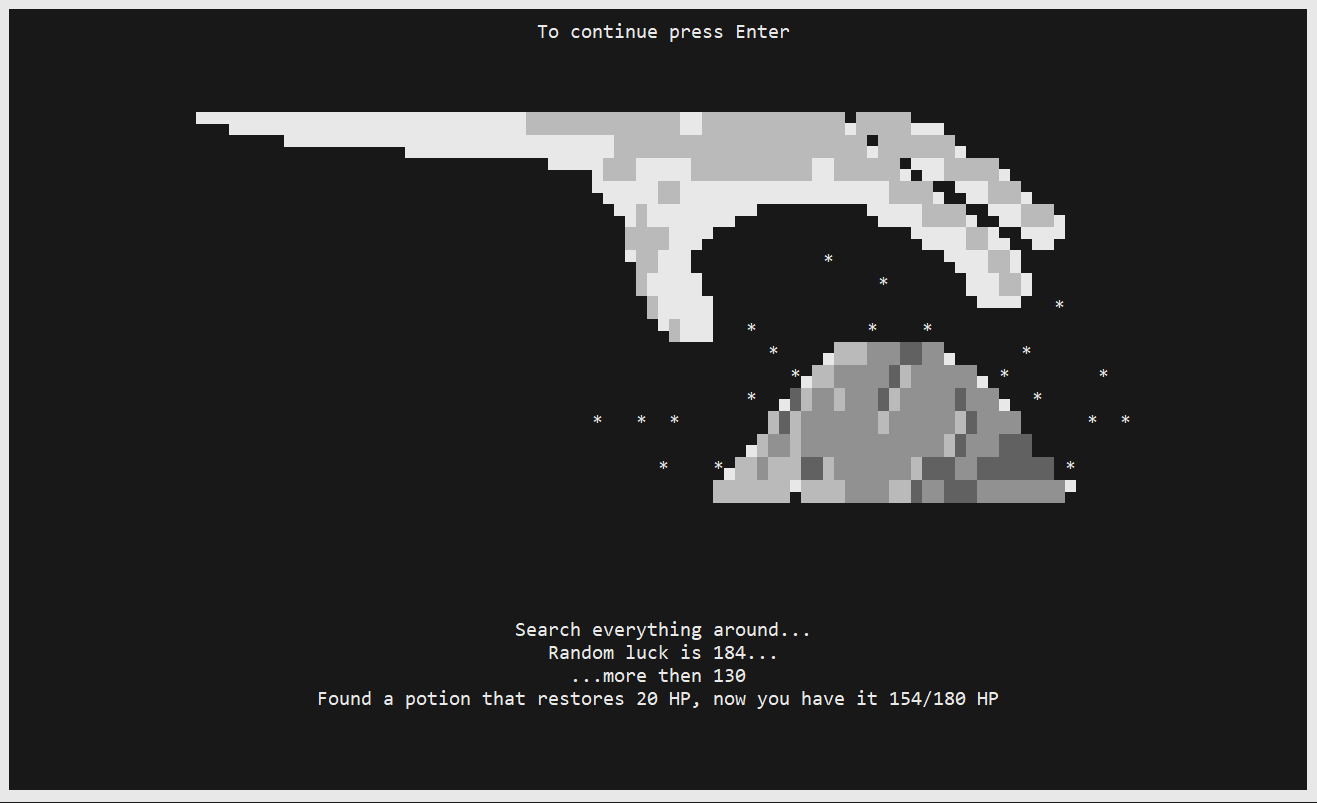 To continue press Enter
Search everything around...
Random luck is 184...
...more then 130
Found a potion that restores 20 HP, now you have it 154/180 HP